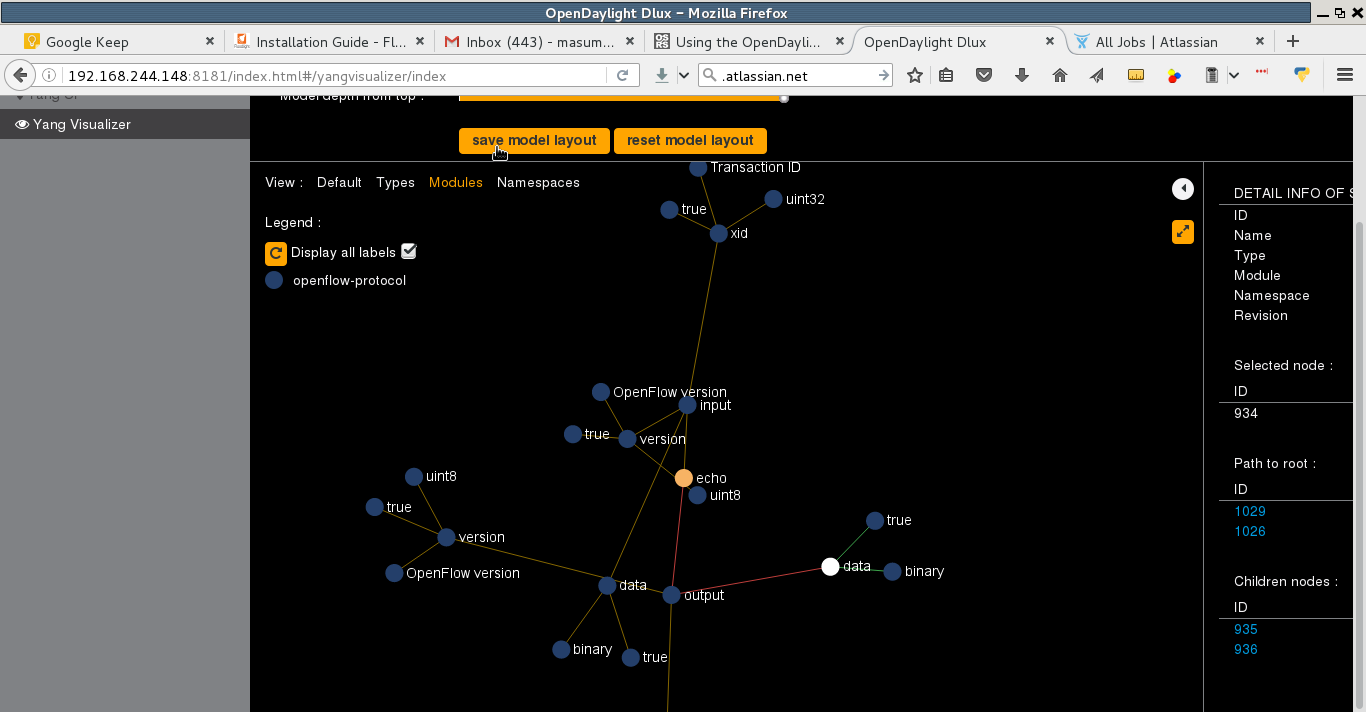 OpenDaylight Dlux – Mozilla Firefox
Google Keep
Installation Guide - Fl...
Inbox (443) - masum...
Using the OpenDayli...
OpenDaylight Dlux
All Jobs | Atlassian
192.168.244.148:8181/index.html#/yangvisualizer/index
.atlassian.net
Yang UI
Yang Visualizer
Model depth from top :
save model layout
reset model layout
View :
Default
Types
Modules
Namespaces
Legend :
Display all labels
openflow-protocol
Transaction ID
true
uint32
xid
OpenFlow version
input
true
version
echo
uint8
uint8
true
version
OpenFlow version
data
output
true
data
binary
binary
true
DETAIL INFO OF S
ID
Name
Type
Module
Namespace
Revision
Selected node :
ID
934
Path to root :
ID
1029
1026
Children nodes :
ID
935
936